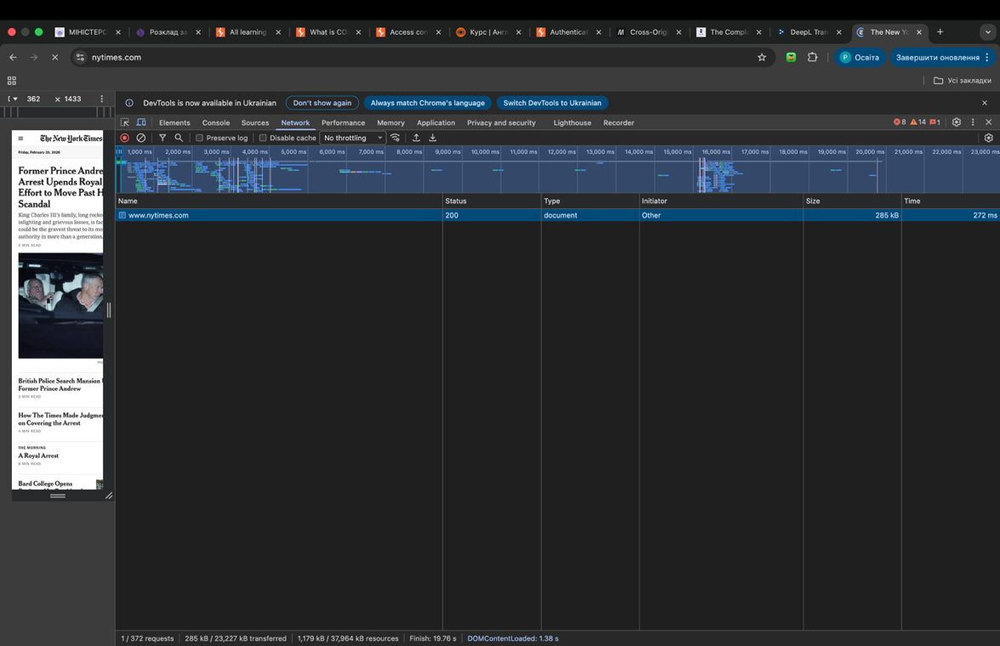 МІНІСТЕРС
Розклад за
All learning
What is CO
Access con
Курс | Англ
Authenticat
Cross-Origi
The Comple
DeepL Tran
The New Yo
nytimes.com
Освіта
Завершити оновлення
Усі закладки
362 × 1433
DevTools is now available in Ukrainian
Don't show again
Always match Chrome's language
Switch DevTools to Ukrainian
Elements Console Sources Network Performance Memory Application Privacy and security Lighthouse Recorder
8 14 1
Preserve log Disable cache No throttling
1,000 ms 2,000 ms 3,000 ms 4,000 ms 5,000 ms 6,000 ms 7,000 ms 8,000 ms 9,000 ms 10,000 ms 11,000 ms 12,000 ms 13,000 ms 14,000 ms 15,000 ms 16,000 ms 17,000 ms 18,000 ms 19,000 ms 20,000 ms 21,000 ms 22,000 ms 23,000 ms
Name Status Type Initiator Size Time
www.nytimes.com 200 document Other 285 kB 272 ms
The New York Times
Friday, February 20, 2026
Former Prince Andre
Arrest Upends Royal
Effort to Move Past H
Scandal
King Charles III's family, long rocke
infighting and grievous losses, is fac
could be the gravest threat to its mo
authority in more than a generation.
5 MIN READ
British Police Search Mansion
Former Prince Andrew
3 MIN READ
How The Times Made Judgmen
on Covering the Arrest
4 MIN READ
THE MORNING
A Royal Arrest
8 MIN READ
Bard College Opens
1 / 372 requests 285 kB / 23,227 kB transferred 1,179 kB / 37,964 kB resources Finish: 19.76 s DOMContentLoaded: 1.38 s